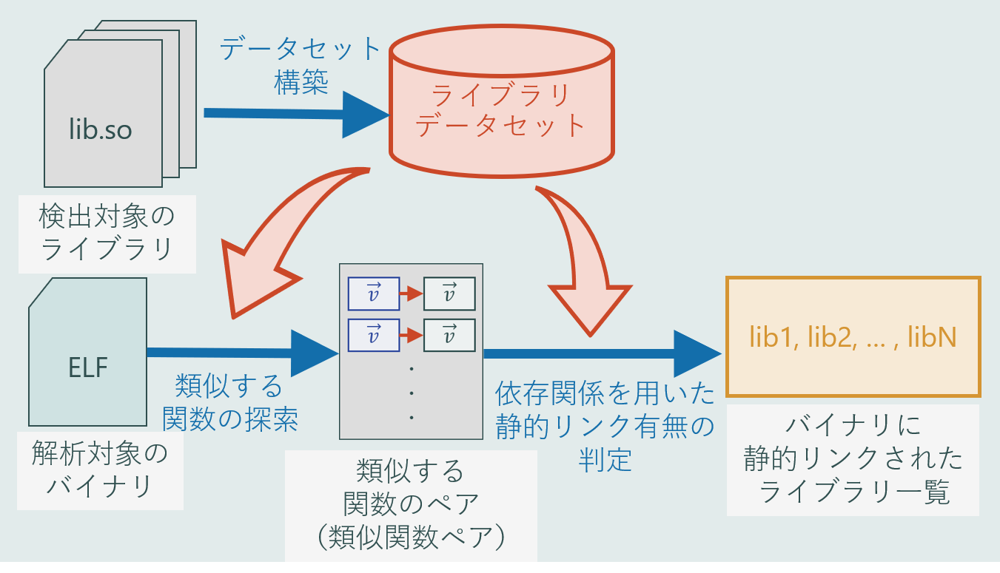 データセット
構築
lib.so
ライブラリ
データセット
検出対象の
ライブラリ
ELF
解析対象の
バイナリ
類似する
関数の探索
v v
v v
類似する
関数のペア
（類似関数ペア）
依存関係を用いた
静的リンク有無の
判定
lib1, lib2, … , libN
バイナリに
静的リンクされた
ライブラリ一覧